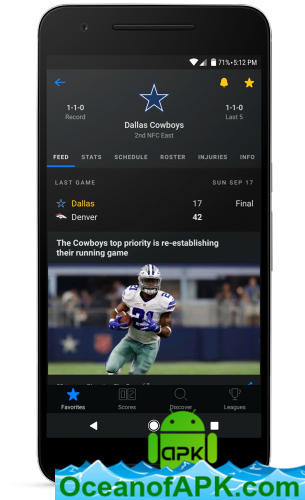 71% 5:12 PM
1-1-0
Record
1-1-0
Last 5
Dallas Cowboys
2nd NFC East
FEED STATS SCHEDULE ROSTER INJURIES INFO
LAST GAME SUN SEP 17
Dallas 17 Final
Denver 42
The Cowboys top priority is re-establishing
their running game
21
Favorites Scores Discover Leagues
APK
OceanofAPK.com